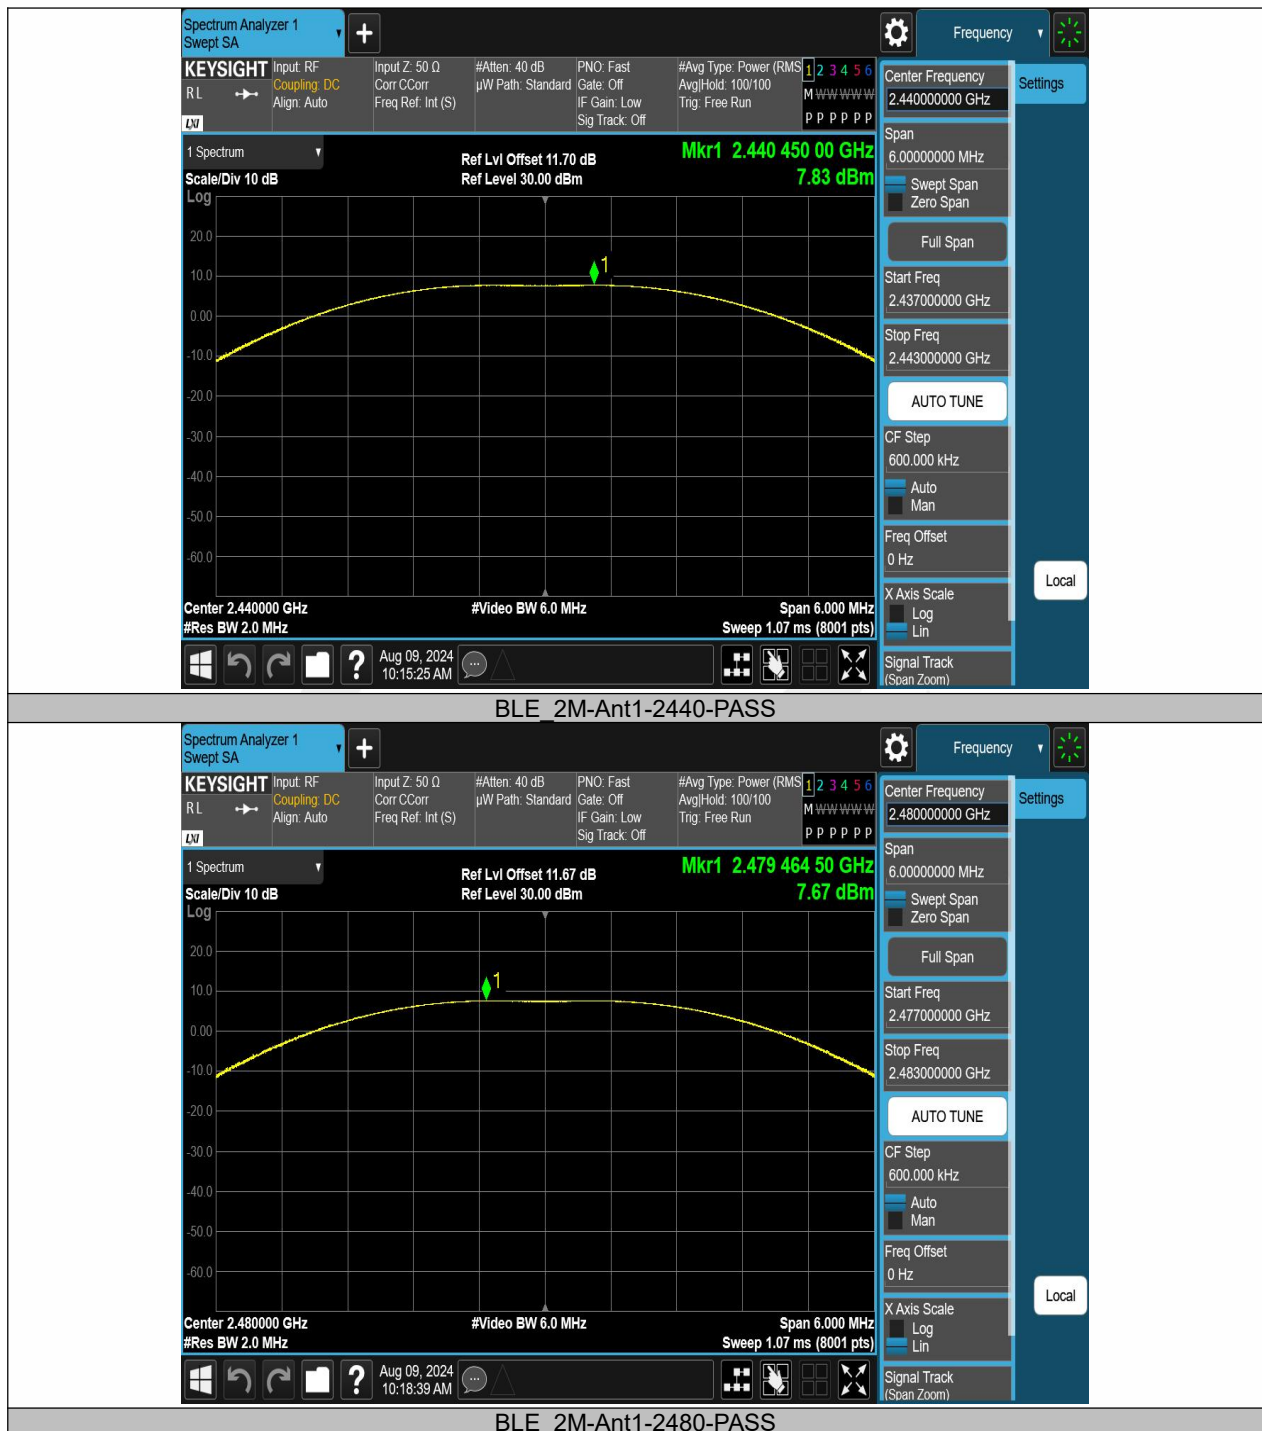 Spectrum Analyzer 1
Swept SA
+
Frequency
KEYSIGHT
RL
LXI
Input: RF
Coupling: DC
Align: Auto
Input Z: 50 Ω
Corr CCorr
Freq Ref: Int (S)
#Atten: 40 dB
µW Path: Standard
PNO: Fast
Gate: Off
IF Gain: Low
Sig Track: Off
#Avg Type: Power (RMS
Avg|Hold: 100/100
Trig: Free Run
1 2 3 4 5 6
M W W W W W
P P P P P P
1 Spectrum
Scale/Div 10 dB
Ref Lvl Offset 11.70 dB
Ref Level 30.00 dBm
Mkr1 2.440 450 00 GHz
7.83 dBm
Log
1
20.0
10.0
0.00
-10.0
-20.0
-30.0
-40.0
-50.0
-60.0
Center 2.440000 GHz
#Res BW 2.0 MHz
#Video BW 6.0 MHz
Span 6.000 MHz
Sweep 1.07 ms (8001 pts)
?
Aug 09, 2024
10:15:25 AM
Center Frequency
2.440000000 GHz
Settings
Span
6.00000000 MHz
Swept Span
Zero Span
Full Span
Start Freq
2.437000000 GHz
Stop Freq
2.443000000 GHz
AUTO TUNE
CF Step
600.000 kHz
Auto
Man
Freq Offset
0 Hz
Local
X Axis Scale
Log
Lin
Signal Track
(Span Zoom)
BLE_2M-Ant1-2440-PASS
Spectrum Analyzer 1
Swept SA
+
Frequency
KEYSIGHT
RL
LXI
Input: RF
Coupling: DC
Align: Auto
Input Z: 50 Ω
Corr CCorr
Freq Ref: Int (S)
#Atten: 40 dB
µW Path: Standard
PNO: Fast
Gate: Off
IF Gain: Low
Sig Track: Off
#Avg Type: Power (RMS
Avg|Hold: 100/100
Trig: Free Run
1 2 3 4 5 6
M W W W W W
P P P P P P
1 Spectrum
Scale/Div 10 dB
Ref Lvl Offset 11.67 dB
Ref Level 30.00 dBm
Mkr1 2.479 464 50 GHz
7.67 dBm
Log
1
20.0
10.0
0.00
-10.0
-20.0
-30.0
-40.0
-50.0
-60.0
Center 2.480000 GHz
#Res BW 2.0 MHz
#Video BW 6.0 MHz
Span 6.000 MHz
Sweep 1.07 ms (8001 pts)
?
Aug 09, 2024
10:18:39 AM
Center Frequency
2.480000000 GHz
Settings
Span
6.00000000 MHz
Swept Span
Zero Span
Full Span
Start Freq
2.477000000 GHz
Stop Freq
2.483000000 GHz
AUTO TUNE
CF Step
600.000 kHz
Auto
Man
Freq Offset
0 Hz
Local
X Axis Scale
Log
Lin
Signal Track
(Span Zoom)
BLE_2M-Ant1-2480-PASS